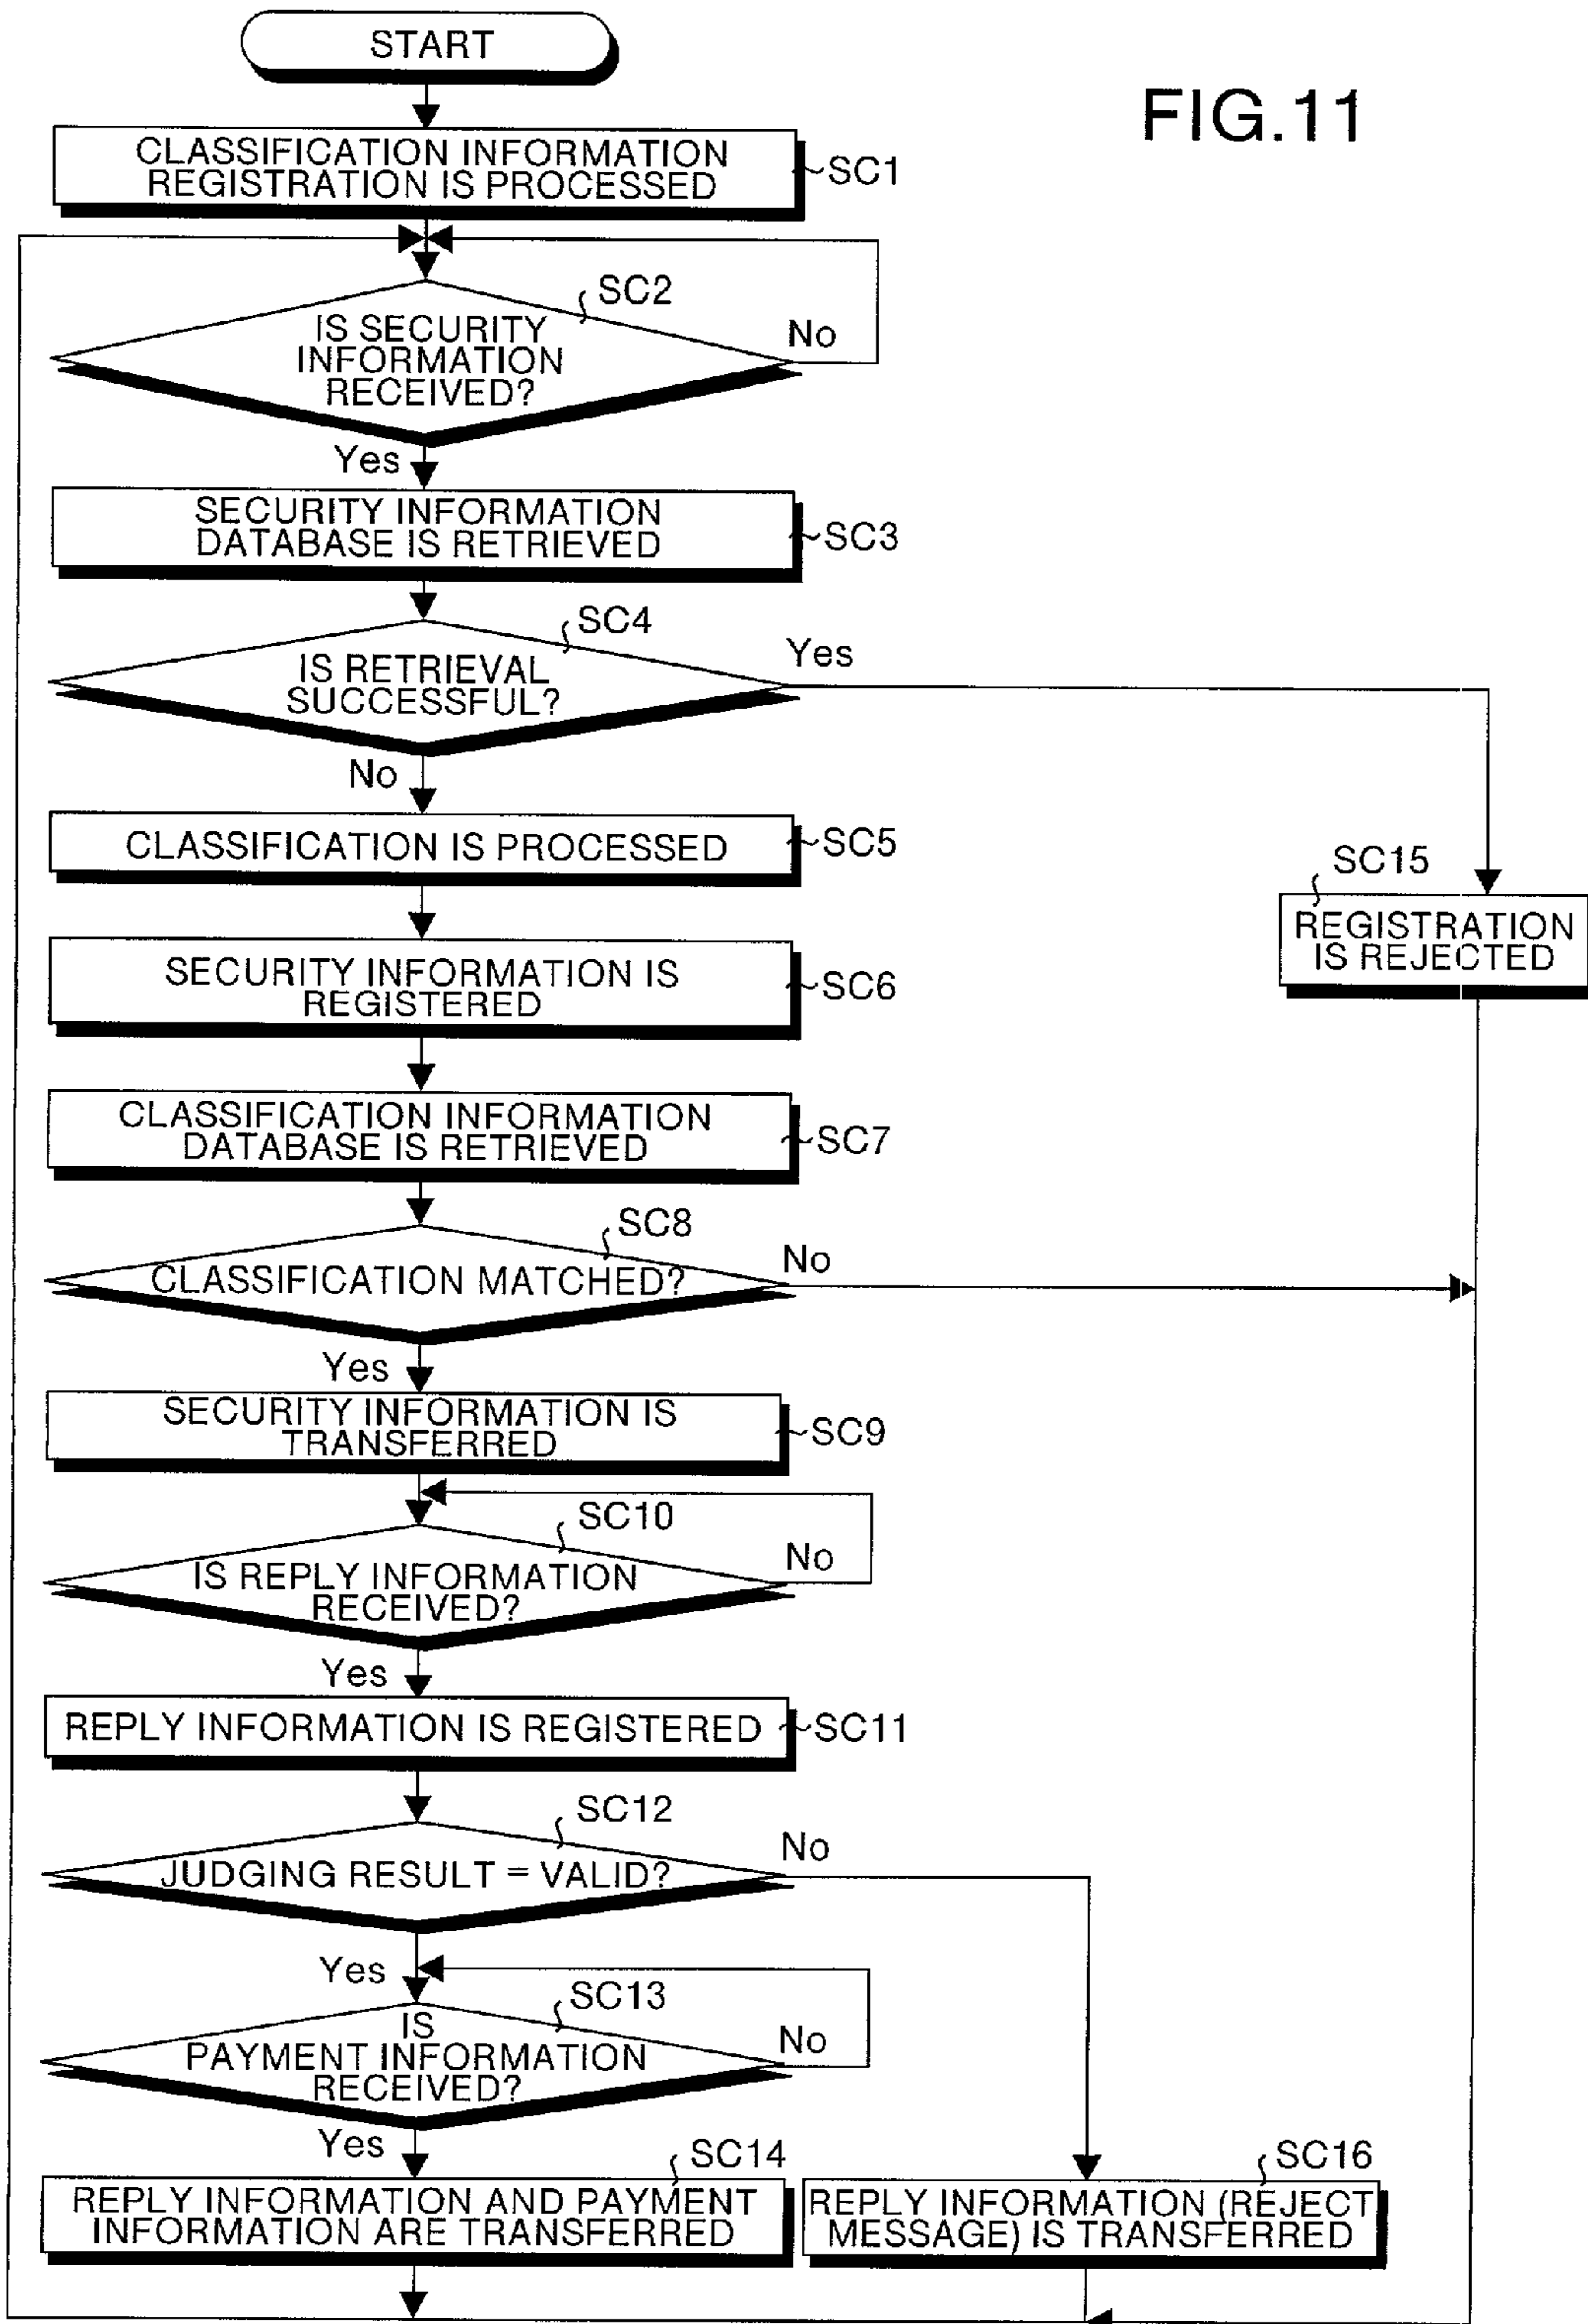 START
FIG.11
CLASSIFICATION INFORMATION
REGISTRATION IS PROCESSED
SC1
SC2
IS SECURITY
INFORMATION
RECEIVED?
No
Yes
SECURITY INFORMATION
DATABASE IS RETRIEVED
SC3
SC4
IS RETRIEVAL
SUCCESSFUL?
Yes
No
CLASSIFICATION IS PROCESSED
SC5
SC15
REGISTRATION
IS REJECTED
SECURITY INFORMATION IS
REGISTERED
SC6
CLASSIFICATION INFORMATION
DATABASE IS RETRIEVED
SC7
SC8
CLASSIFICATION MATCHED?
No
Yes
SECURITY INFORMATION IS
TRANSFERRED
SC9
SC10
IS REPLY INFORMATION
RECEIVED?
No
Yes
REPLY INFORMATION IS REGISTERED
SC11
SC12
JUDGING RESULT = VALID?
No
Yes
SC13
IS
PAYMENT INFORMATION
RECEIVED?
No
Yes
SC14
REPLY INFORMATION AND PAYMENT
INFORMATION ARE TRANSFERRED
SC16
REPLY INFORMATION (REJECT
MESSAGE) IS TRANSFERRED